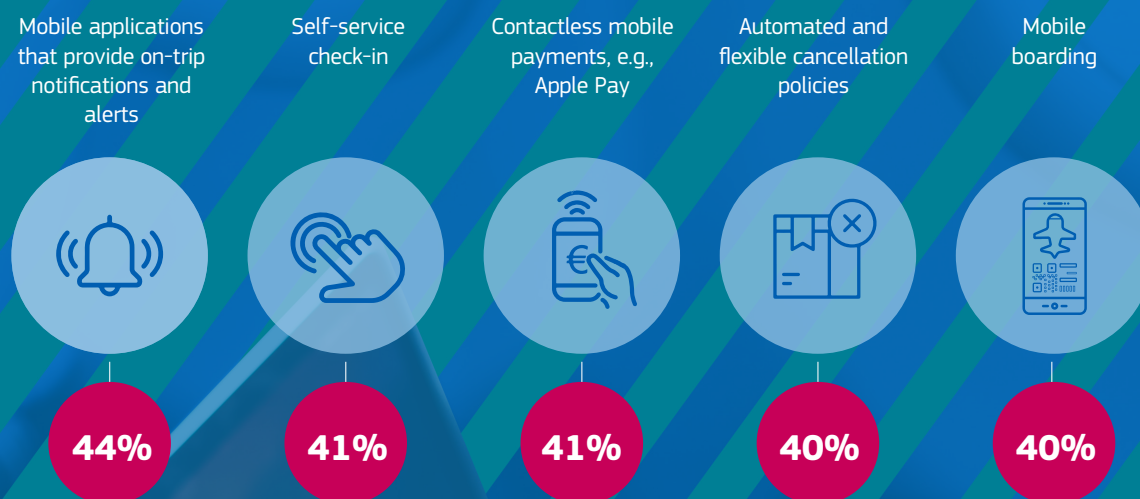 Mobile applications
that provide on-trip
notifications and
alerts
Self-service
check-in
Contactless mobile
payments, e.g.,
Apple Pay
Automated and
flexible cancellation
policies
Mobile
boarding
€
44%
41%
41%
40%
40%